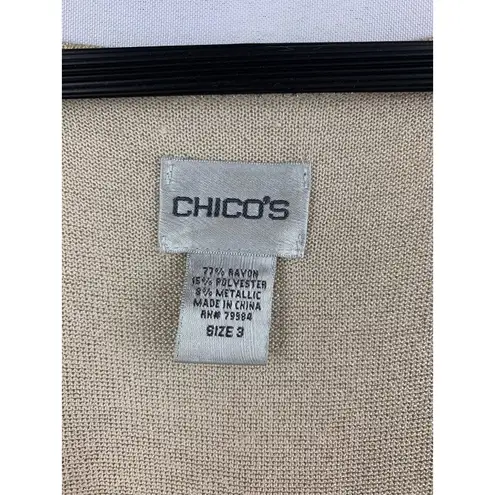 CHICO'S
77% RAYON
15% POLYESTER
8% METALLIC
MADE IN CHINA
RN# 79984
SIZE 3